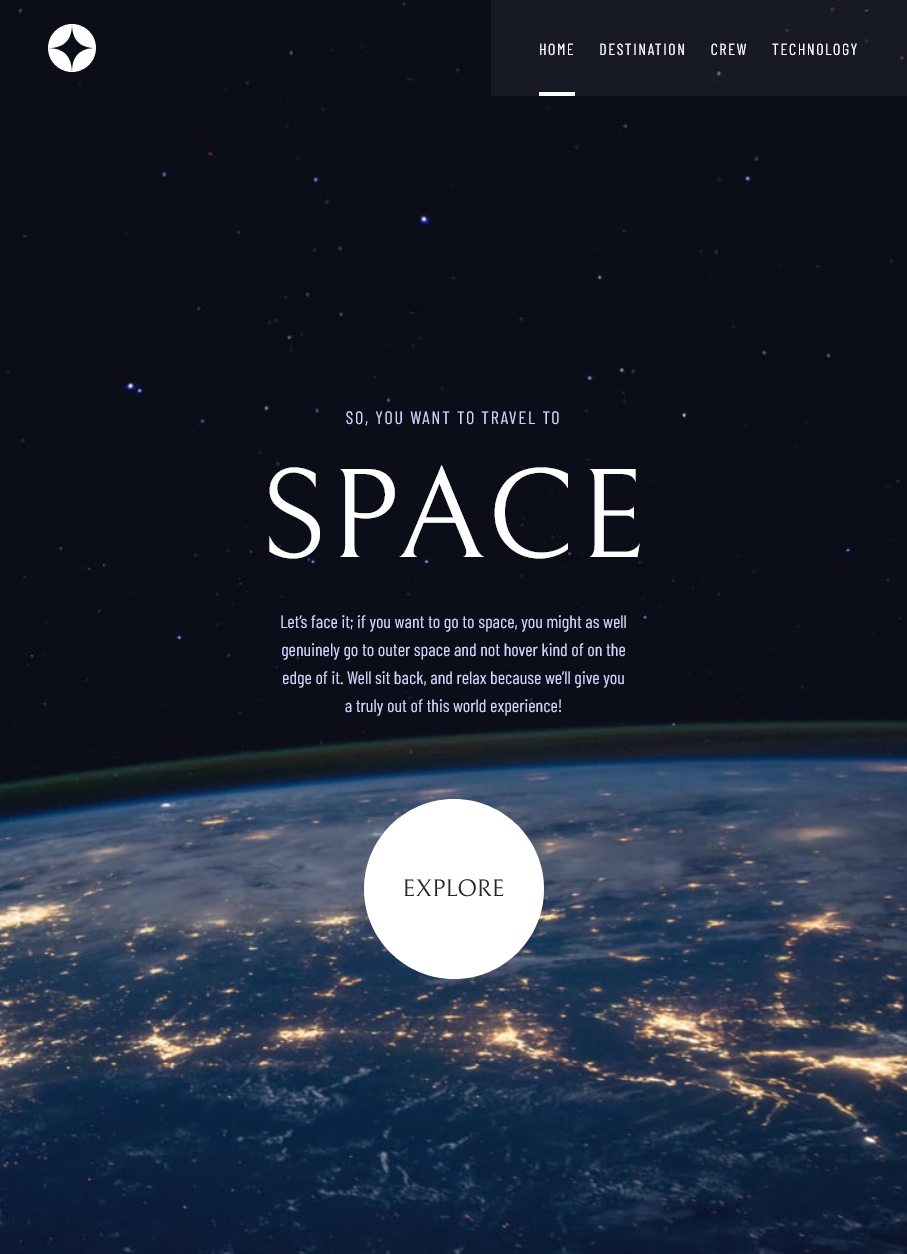 HOME DESTINATION CREW TECHNOLOGY
SO, YOU WANT TO TRAVEL TO
SPACE
Let’s face it; if you want to go to space, you might as well
genuinely go to outer space and not hover kind of on the
edge of it. Well sit back, and relax because we’ll give you
a truly out of this world experience!
EXPLORE